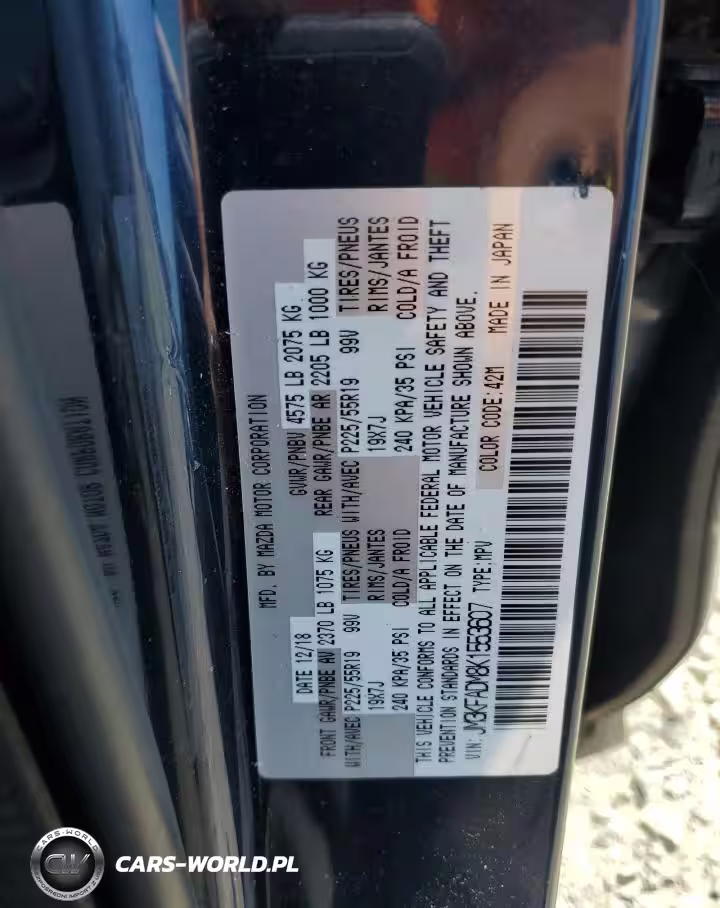 MFD. BY MAZDA MOTOR CORPORATION
DATE 12/18 GVWR/PNBV 4575 LB 2075 KG
FRONT GAWR/PNBE AV 2370 LB 1075 KG REAR GAWR/PNBE AR 2205 LB 1000 KG
WITH/AVEC P225/55R19 99V TIRES/PNEUS WITH/AVEC P225/55R19 99V TIRES/PNEUS
19X7J RIMS/JANTES 19X7J RIMS/JANTES
240 KPA/35 PSI COLD/A FROID 240 KPA/35 PSI COLD/A FROID
THIS VEHICLE CONFORMS TO ALL APPLICABLE FEDERAL MOTOR VEHICLE SAFETY AND THEFT
PREVENTION STANDARDS IN EFFECT ON THE DATE OF MANUFACTURE SHOWN ABOVE.
VIN: JM3KFADM8K1553607 TYPE:MPV COLOR CODE:42M MADE IN JAPAN
CARS-WORLD
CW
CARS-WORLD.PL